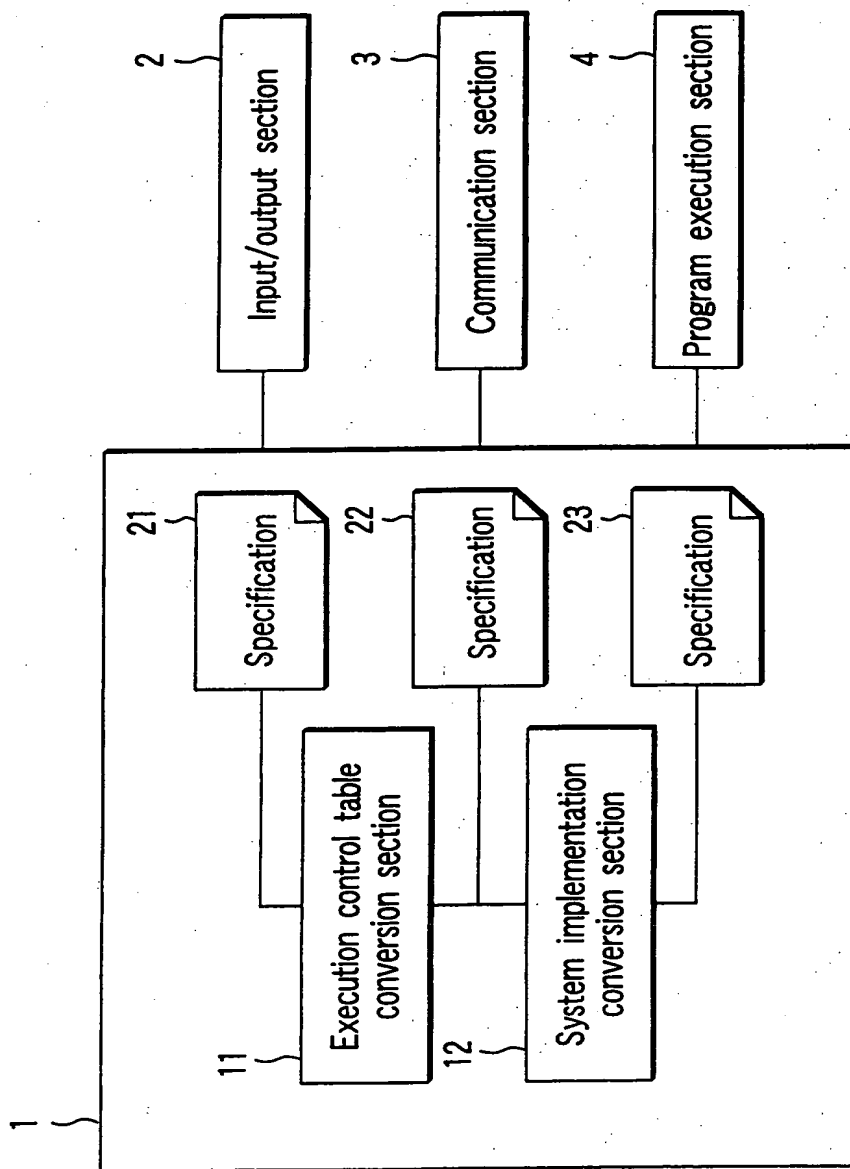 1
11
Execution control table
conversion section
12
System implementation
conversion section
21
Specification
22
Specification
23
Specification
2
Input/output section
3
Communication section
4
Program execution section